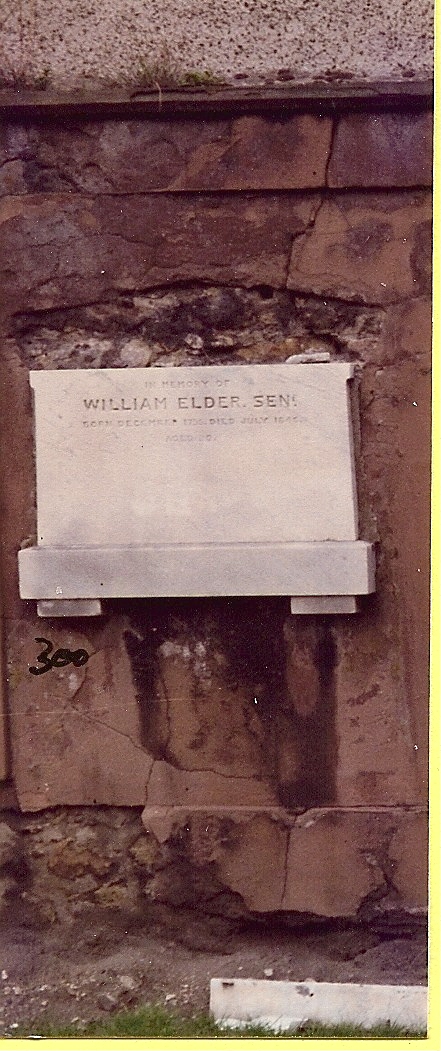 IN MEMORY OF
WILLIAM ELDER. SENR
BORN DECEMBER DIED JULY
AGED
300